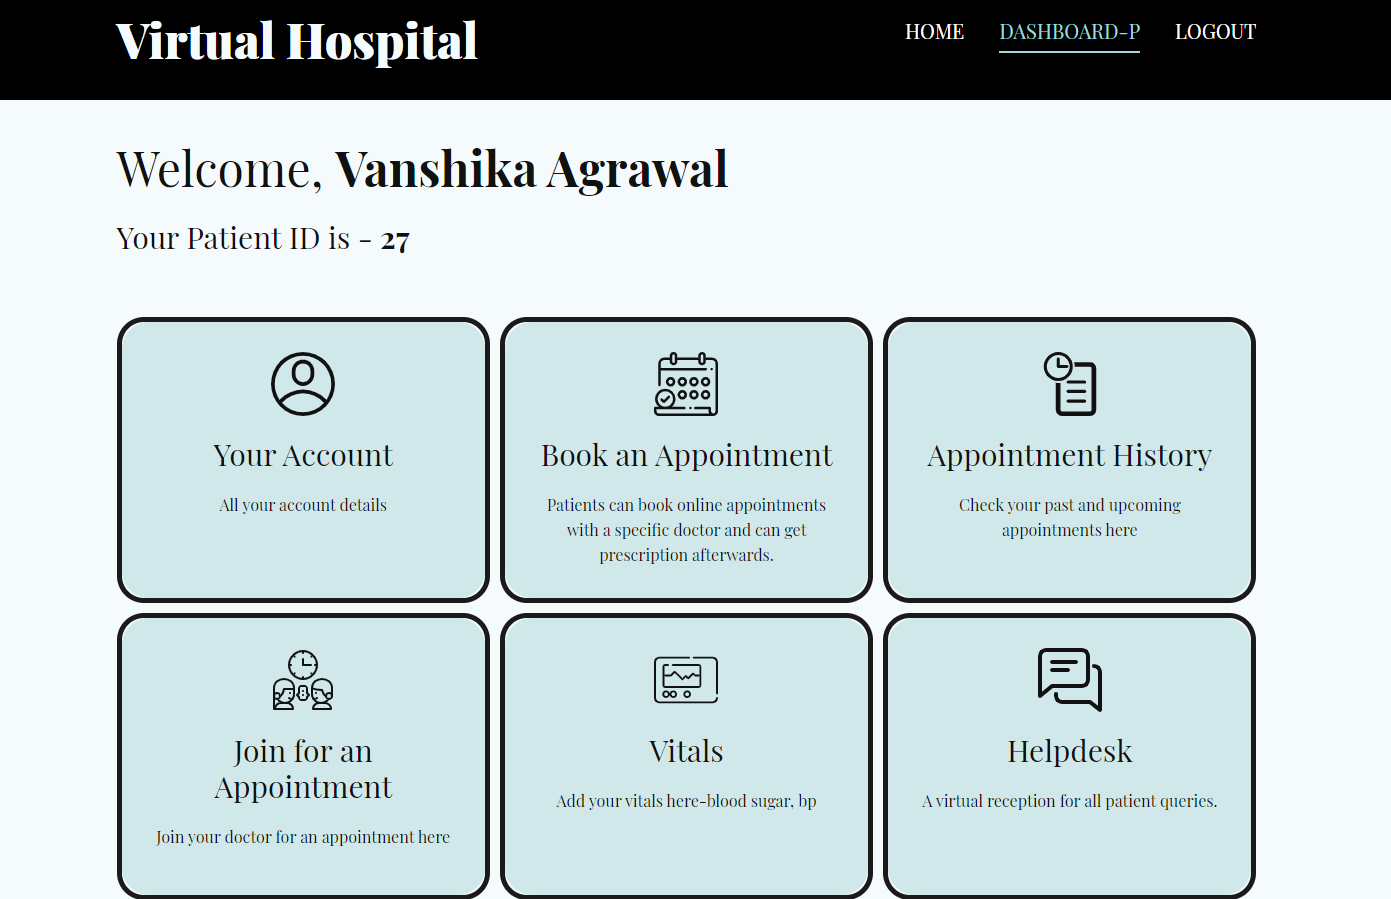 Virtual Hospital
HOME DASHBOARD-P LOGOUT
Welcome, Vanshika Agrawal
Your Patient ID is - 27
Your Account
All your account details
Book an Appointment
Patients can book online appointments
with a specific doctor and can get
prescription afterwards.
Appointment History
Check your past and upcoming
appointments here
Join for an
Appointment
Join your doctor for an appointment here
Vitals
Add your vitals here-blood sugar, bp
Helpdesk
A virtual reception for all patient queries.